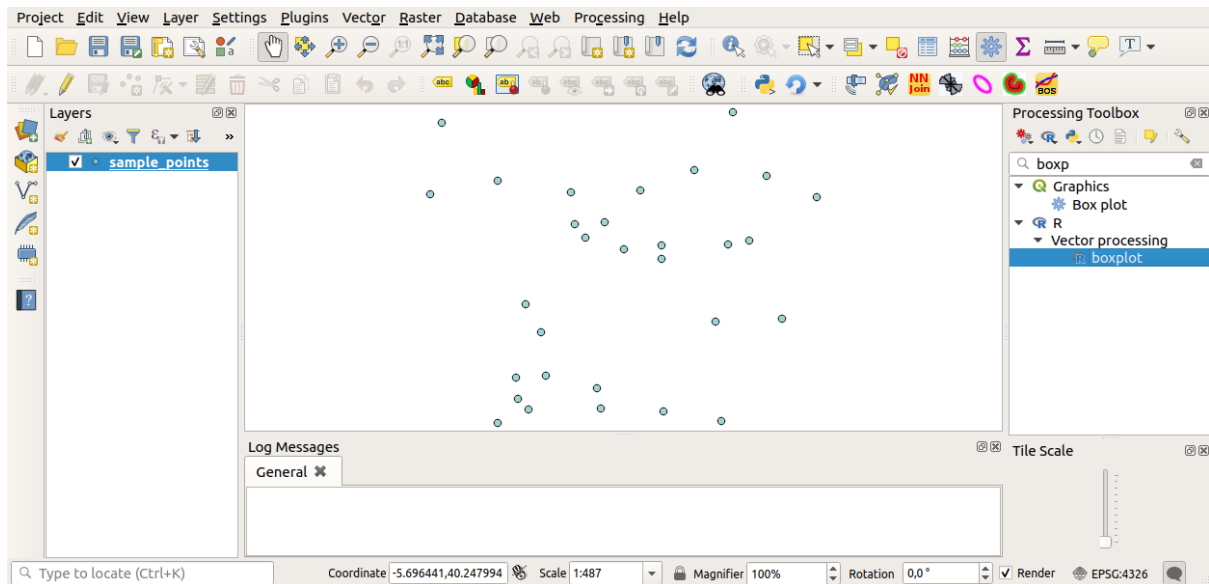 Project Edit View Layer Settings Plugins Vector Raster Database Web Processing Help
abc
NN
Join
BOS
Layers
sample_points
Processing Toolbox
boxp
Graphics
Box plot
R
Vector processing
boxplot
Log Messages
General
Tile Scale
Type to locate (Ctrl+K)
Coordinate -5.696441,40.247994 Scale 1:487 Magnifier 100% Rotation 0,0 ° Render EPSG:4326